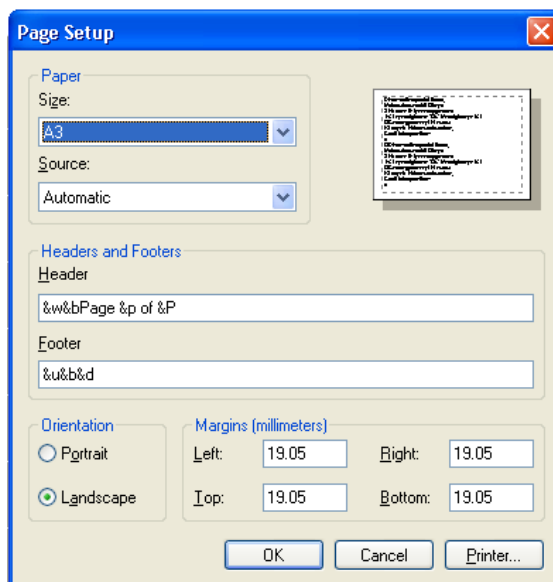 Page Setup
Paper
Size:
A3
Source:
Automatic
Headers and Footers
Header
&w&bPage &p of &P
Footer
&u&b&d
Orientation
Portrait
Landscape
Margins (millimeters)
Left: 19.05 Right: 19.05
Top: 19.05 Bottom: 19.05
OK Cancel Printer...